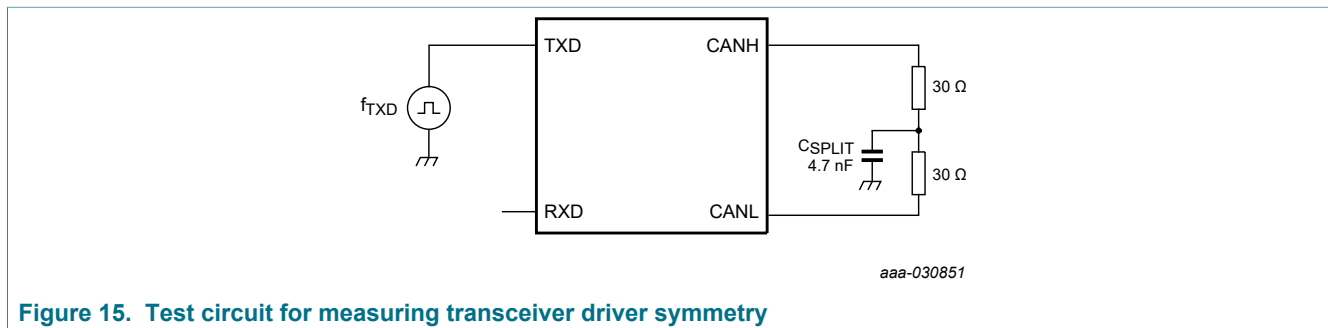 TXD
CANH
30 Ω
fTXD
CSPLIT
4.7 nF
30 Ω
RXD
CANL
aaa-030851
Figure 15. Test circuit for measuring transceiver driver symmetry